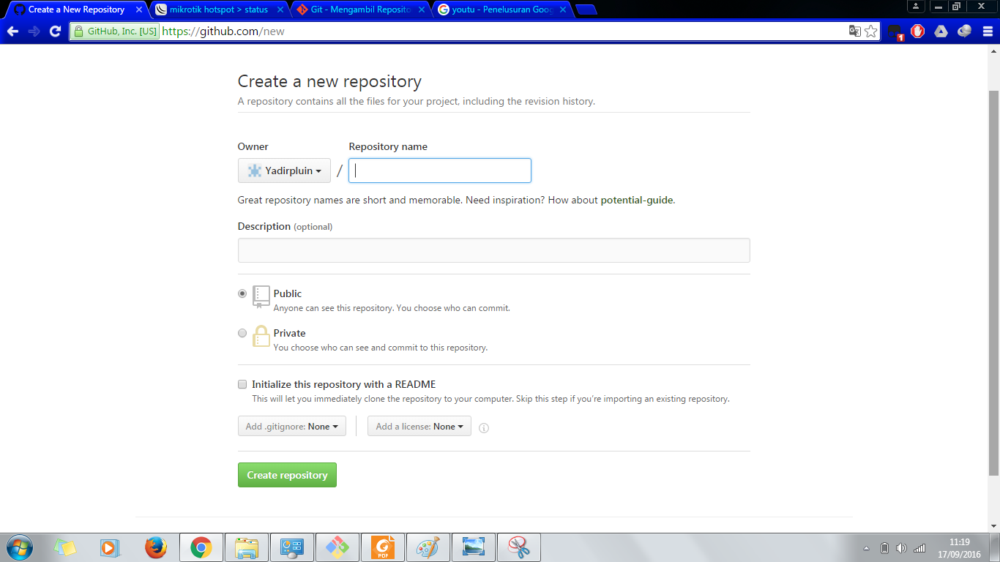 Create a New Repository
mikrotik hotspot > status
Git - Mengambil Reposito
youtu - Penelusuran Goog
GitHub, Inc. [US] https://github.com/new
1
Create a new repository
A repository contains all the files for your project, including the revision history.
Owner Repository name
Yadirpluin /
Great repository names are short and memorable. Need inspiration? How about potential-guide.
Description (optional)
Public
Anyone can see this repository. You choose who can commit.
Private
You choose who can see and commit to this repository.
Initialize this repository with a README
This will let you immediately clone the repository to your computer. Skip this step if you're importing an existing repository.
Add .gitignore: None Add a license: None
Create repository
PDF
11:19
17/09/2016